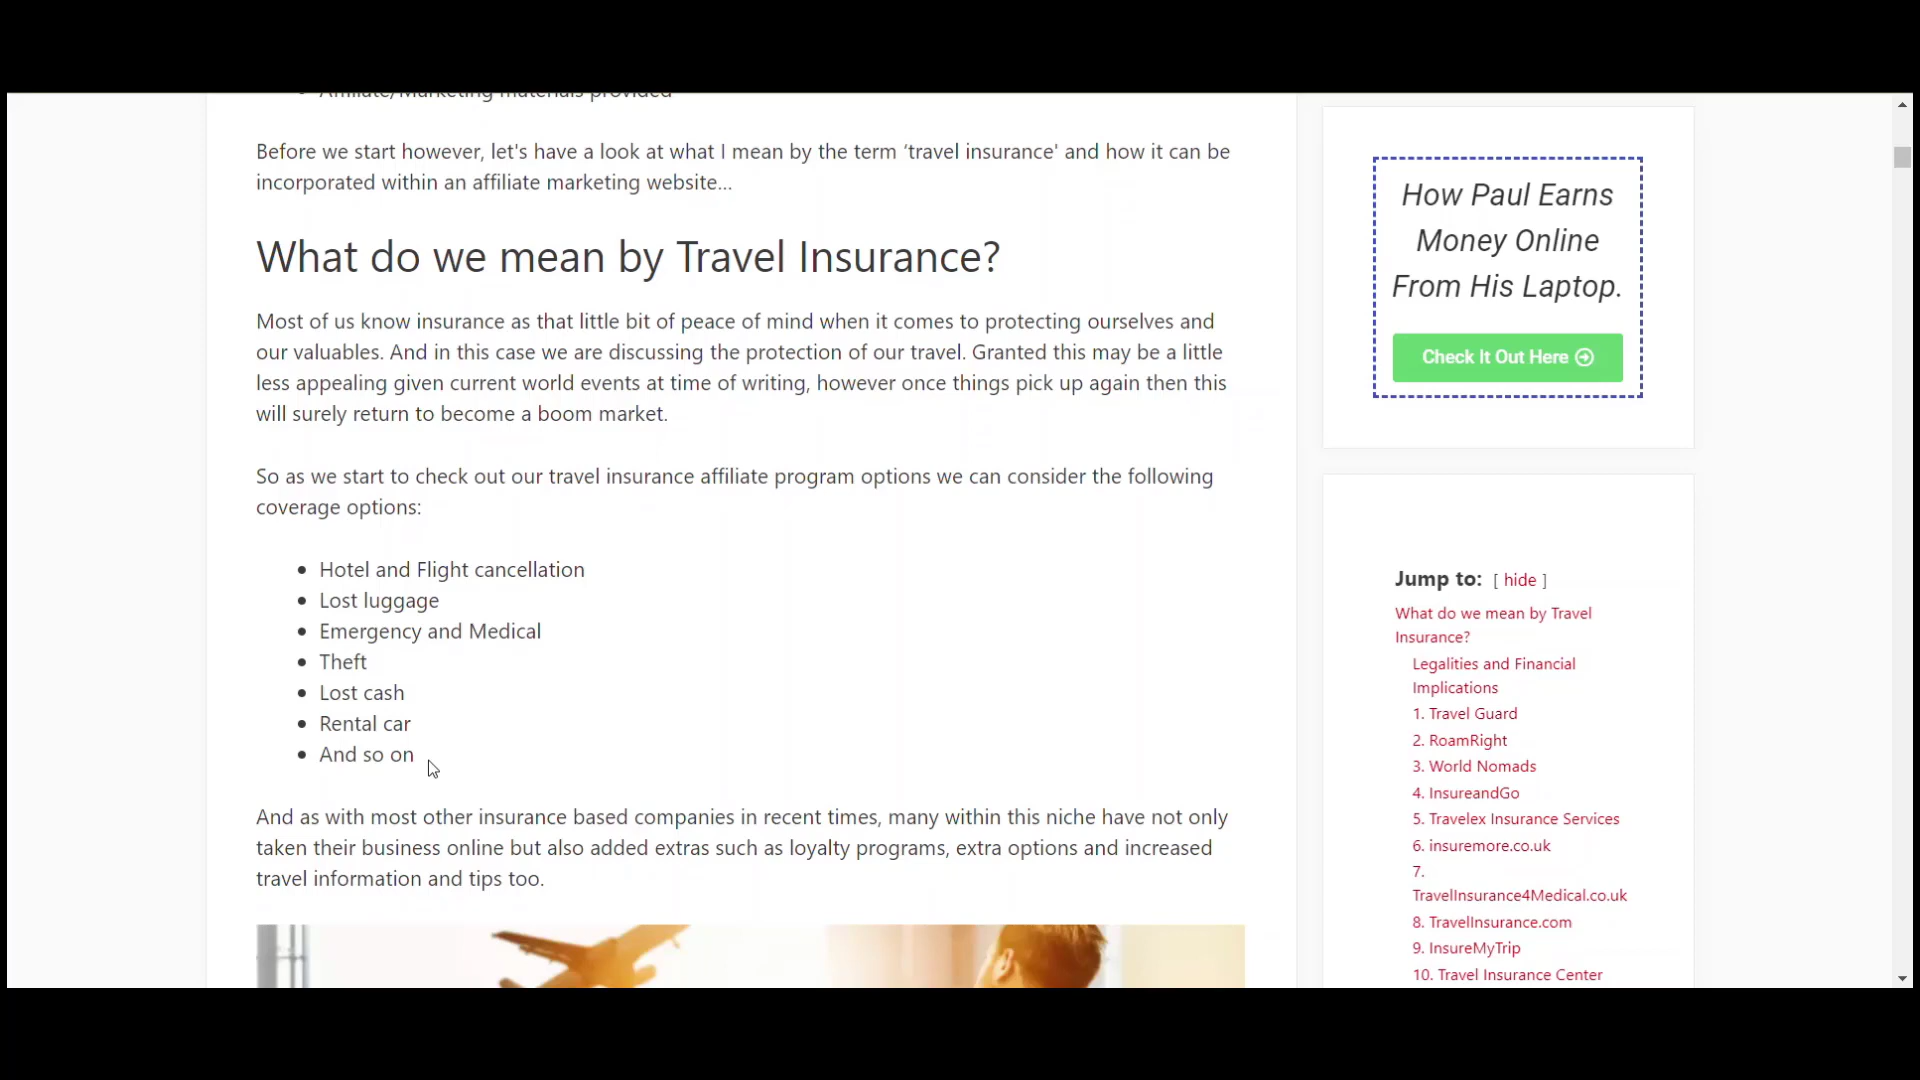 Affiliate/Marketing materials provided
Before we start however, let's have a look at what I mean by the term ‘travel insurance' and how it can be
incorporated within an affiliate marketing website...
What do we mean by Travel Insurance?
Most of us know insurance as that little bit of peace of mind when it comes to protecting ourselves and
our valuables. And in this case we are discussing the protection of our travel. Granted this may be a little
less appealing given current world events at time of writing, however once things pick up again then this
will surely return to become a boom market.
So as we start to check out our travel insurance affiliate program options we can consider the following
coverage options:
Hotel and Flight cancellation
Lost luggage
Emergency and Medical
Theft
Lost cash
Rental car
And so on
And as with most other insurance based companies in recent times, many within this niche have not only
taken their business online but also added extras such as loyalty programs, extra options and increased
travel information and tips too.
How Paul Earns
Money Online
From His Laptop.
Check It Out Here
Jump to: [ hide ]
What do we mean by Travel
Insurance?
Legalities and Financial
Implications
1. Travel Guard
2. RoamRight
3. World Nomads
4. InsureandGo
5. Travelex Insurance Services
6. insuremore.co.uk
7.
TravelInsurance4Medical.co.uk
8. TravelInsurance.com
9. InsureMyTrip
10. Travel Insurance Center